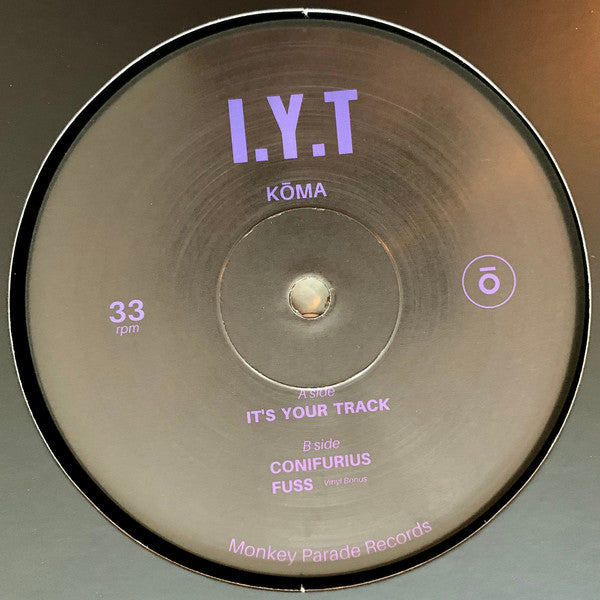 I.Y.T
KŌMA
33
rpm
ō
A side
IT'S YOUR TRACK
B side
CONIFURIUS
FUSS Vinyl Bonus
Monkey Parade Records